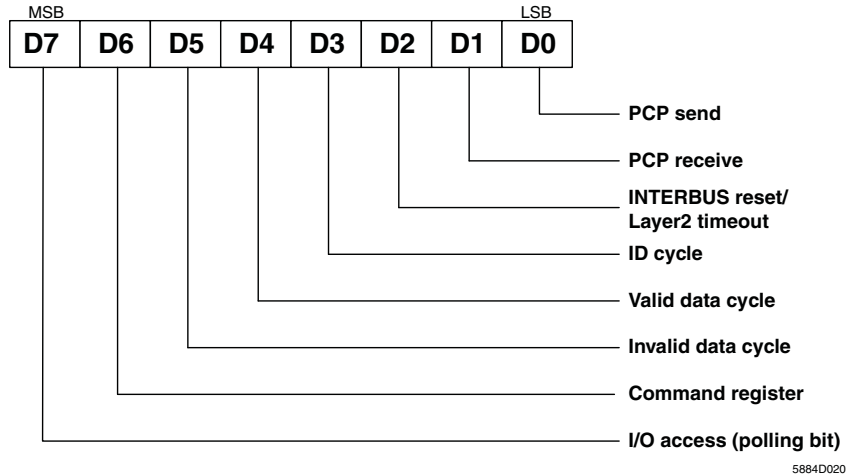 MSB LSB
D7 D6 D5 D4 D3 D2 D1 D0
PCP send
PCP receive
INTERBUS reset/
Layer2 timeout
ID cycle
Valid data cycle
Invalid data cycle
Command register
I/O access (polling bit)
5884D020